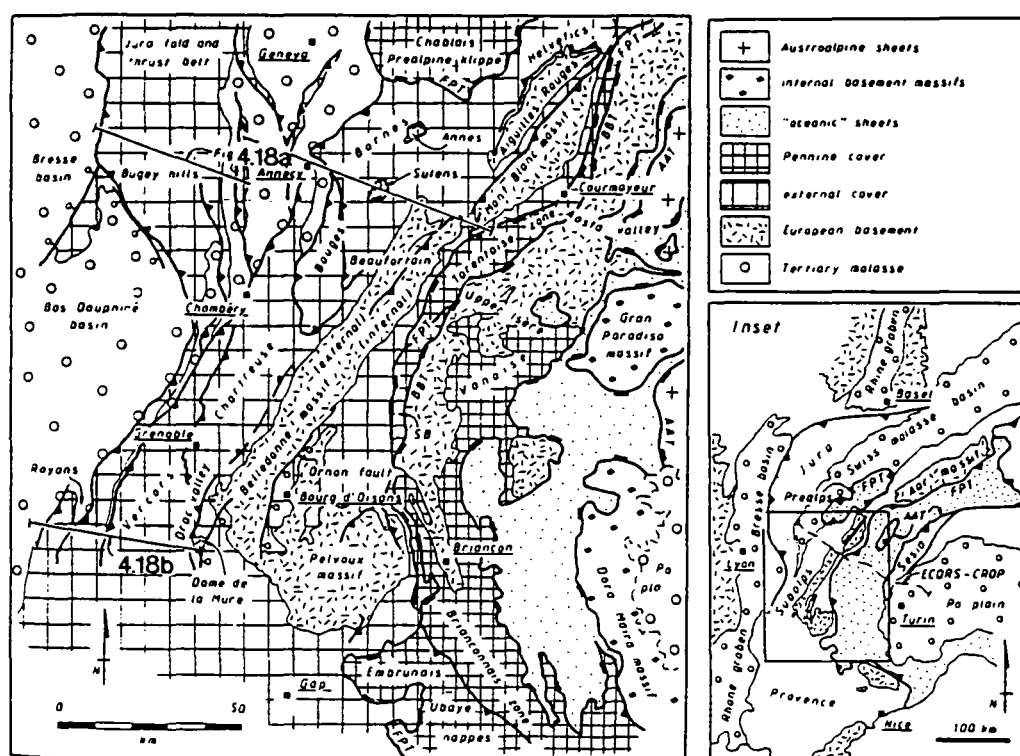 Jura fold and
thrust belt
Geneva
Chablais
Prealpine klippe
FPT
Helvetics
Aiguilles Rouges
Mont Blanc massif
FPT
BBT
AAT
Bornes
Annes
Sulens
Courmayeur
Bresse
basin
Bugey hills
Fig
4.18a
Annecy
Bauges
Beaufortain
Tarentaise zone
Aosta
valley
Bas Dauphiné
basin
Chambéry
Chartreuse
Belledonne massif
External
(internal)
FPT
BBT
SB
Upper
Isère
Vanoise
Gran
Paradiso
massif
AAT
Grenoble
Royans
Vercors
Drac valley
Ornon fault
Bourg d'Oisans
Pelvoux
massif
Briançon
4.18b
Dome de
la Mure
Briançonnais
zone
Dora
Maira massif
Po
pla
Embrunais
Gap
Ubaye
nappes
FPT
N
0
50
km
Austroalpine sheets
internal basement massifs
"oceanic" sheets
Pennine cover
external cover
European basement
Tertiary molasse
Inset
Rhine graben
Basel
Jura
Swiss
molasse
basin
Bresse basin
Prealps
FPT
"Aar" massif
FPT
AAT
Sesia
Lyon
Subalps
ECORS-CROP
Po plain
Turin
Rhone graben
Provence
Nice
N
100 km